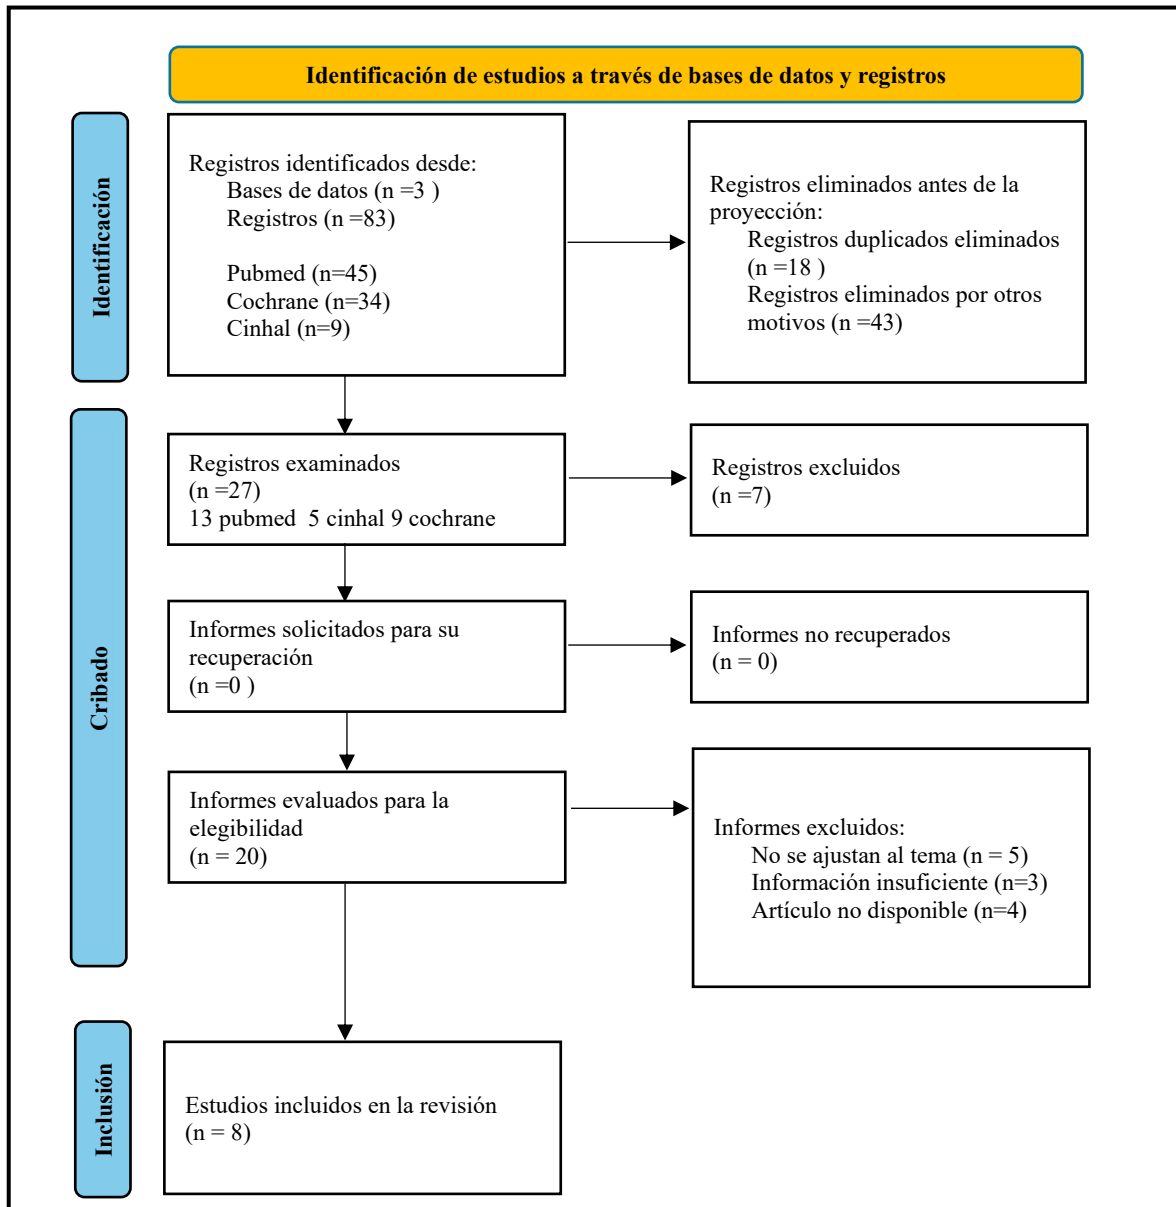 Identificación de estudios a través de bases de datos y registros
Identificación
Registros identificados desde:
Bases de datos (n =3 )
Registros (n =83)
Pubmed (n=45)
Cochrane (n=34)
Cinhal (n=9)
Registros eliminados antes de la
proyección:
Registros duplicados eliminados
(n =18 )
Registros eliminados por otros
motivos (n =43)
Cribado
Registros examinados
(n =27)
13 pubmed  5 cinhal 9 cochrane
Registros excluidos
(n =7)
Informes solicitados para su
recuperación
(n =0 )
Informes no recuperados
(n = 0)
Informes evaluados para la
elegibilidad
(n = 20)
Informes excluidos:
No se ajustan al tema (n = 5)
Información insuficiente (n=3)
Artículo no disponible (n=4)
Inclusión
Estudios incluidos en la revisión
(n = 8)